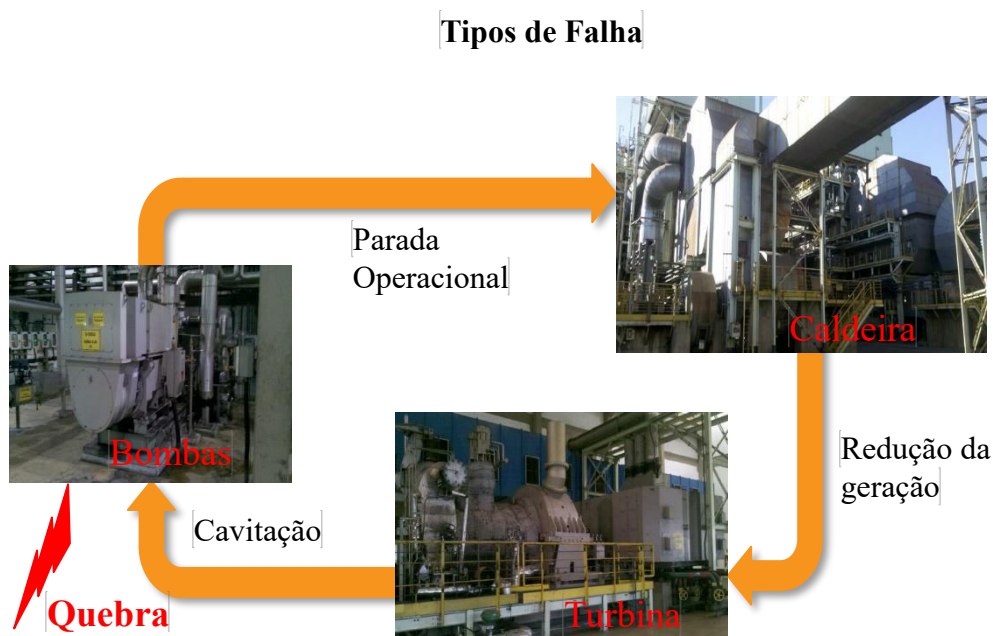 Tipos de Falha
Parada
Operacional
Caldeira
Bombas
Redução da
geração
Cavitação
Turbina
Quebra